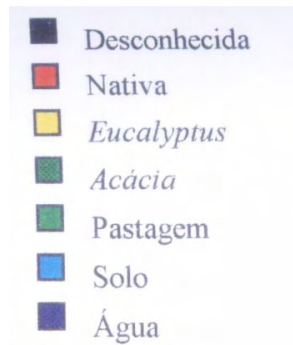 Desconhecida
Nativa
Eucalyptus
Acácia
Pastagem
Solo
Água